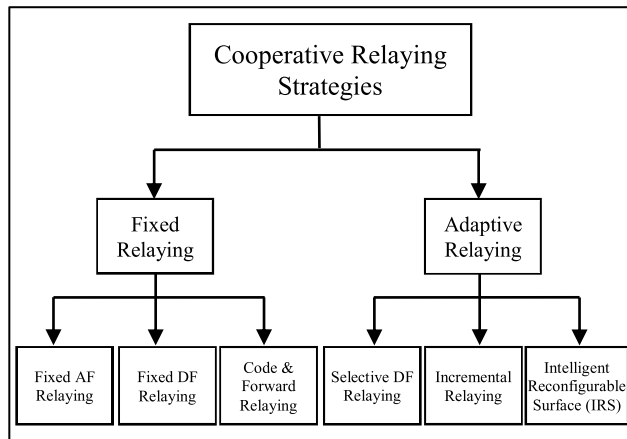 Cooperative Relaying
Strategies
Fixed
Relaying
Adaptive
Relaying
Fixed AF
Relaying
Fixed DF
Relaying
Code &
Forward
Relaying
Selective DF
Relaying
Incremental
Relaying
Intelligent
Reconfigurable
Surface (IRS)